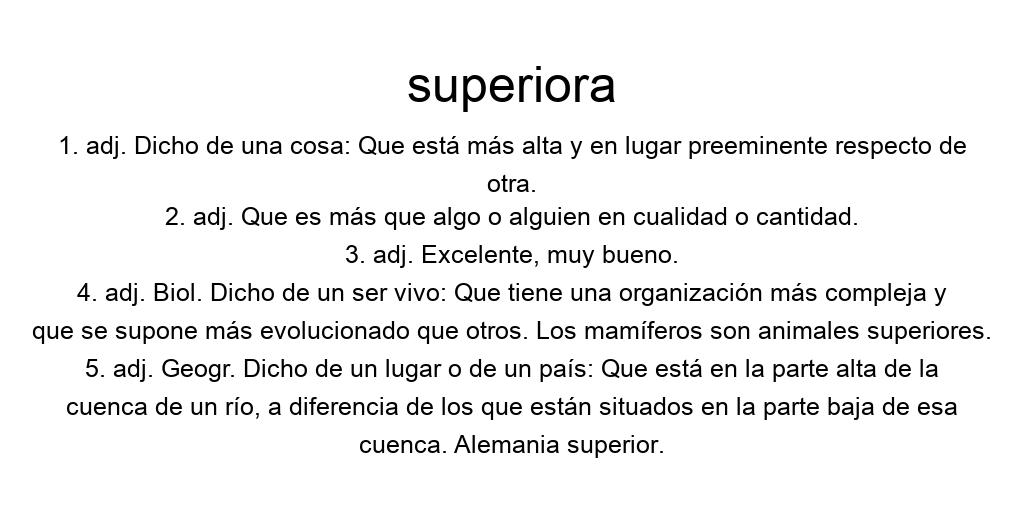 superiora
1. adj. Dicho de una cosa: Que está más alta y en lugar preeminente respecto de
otra.
2. adj. Que es más que algo o alguien en cualidad o cantidad.
3. adj. Excelente, muy bueno.
4. adj. Biol. Dicho de un ser vivo: Que tiene una organización más compleja y
que se supone más evolucionado que otros. Los mamíferos son animales superiores.
5. adj. Geogr. Dicho de un lugar o de un país: Que está en la parte alta de la
cuenca de un río, a diferencia de los que están situados en la parte baja de esa
cuenca. Alemania superior.